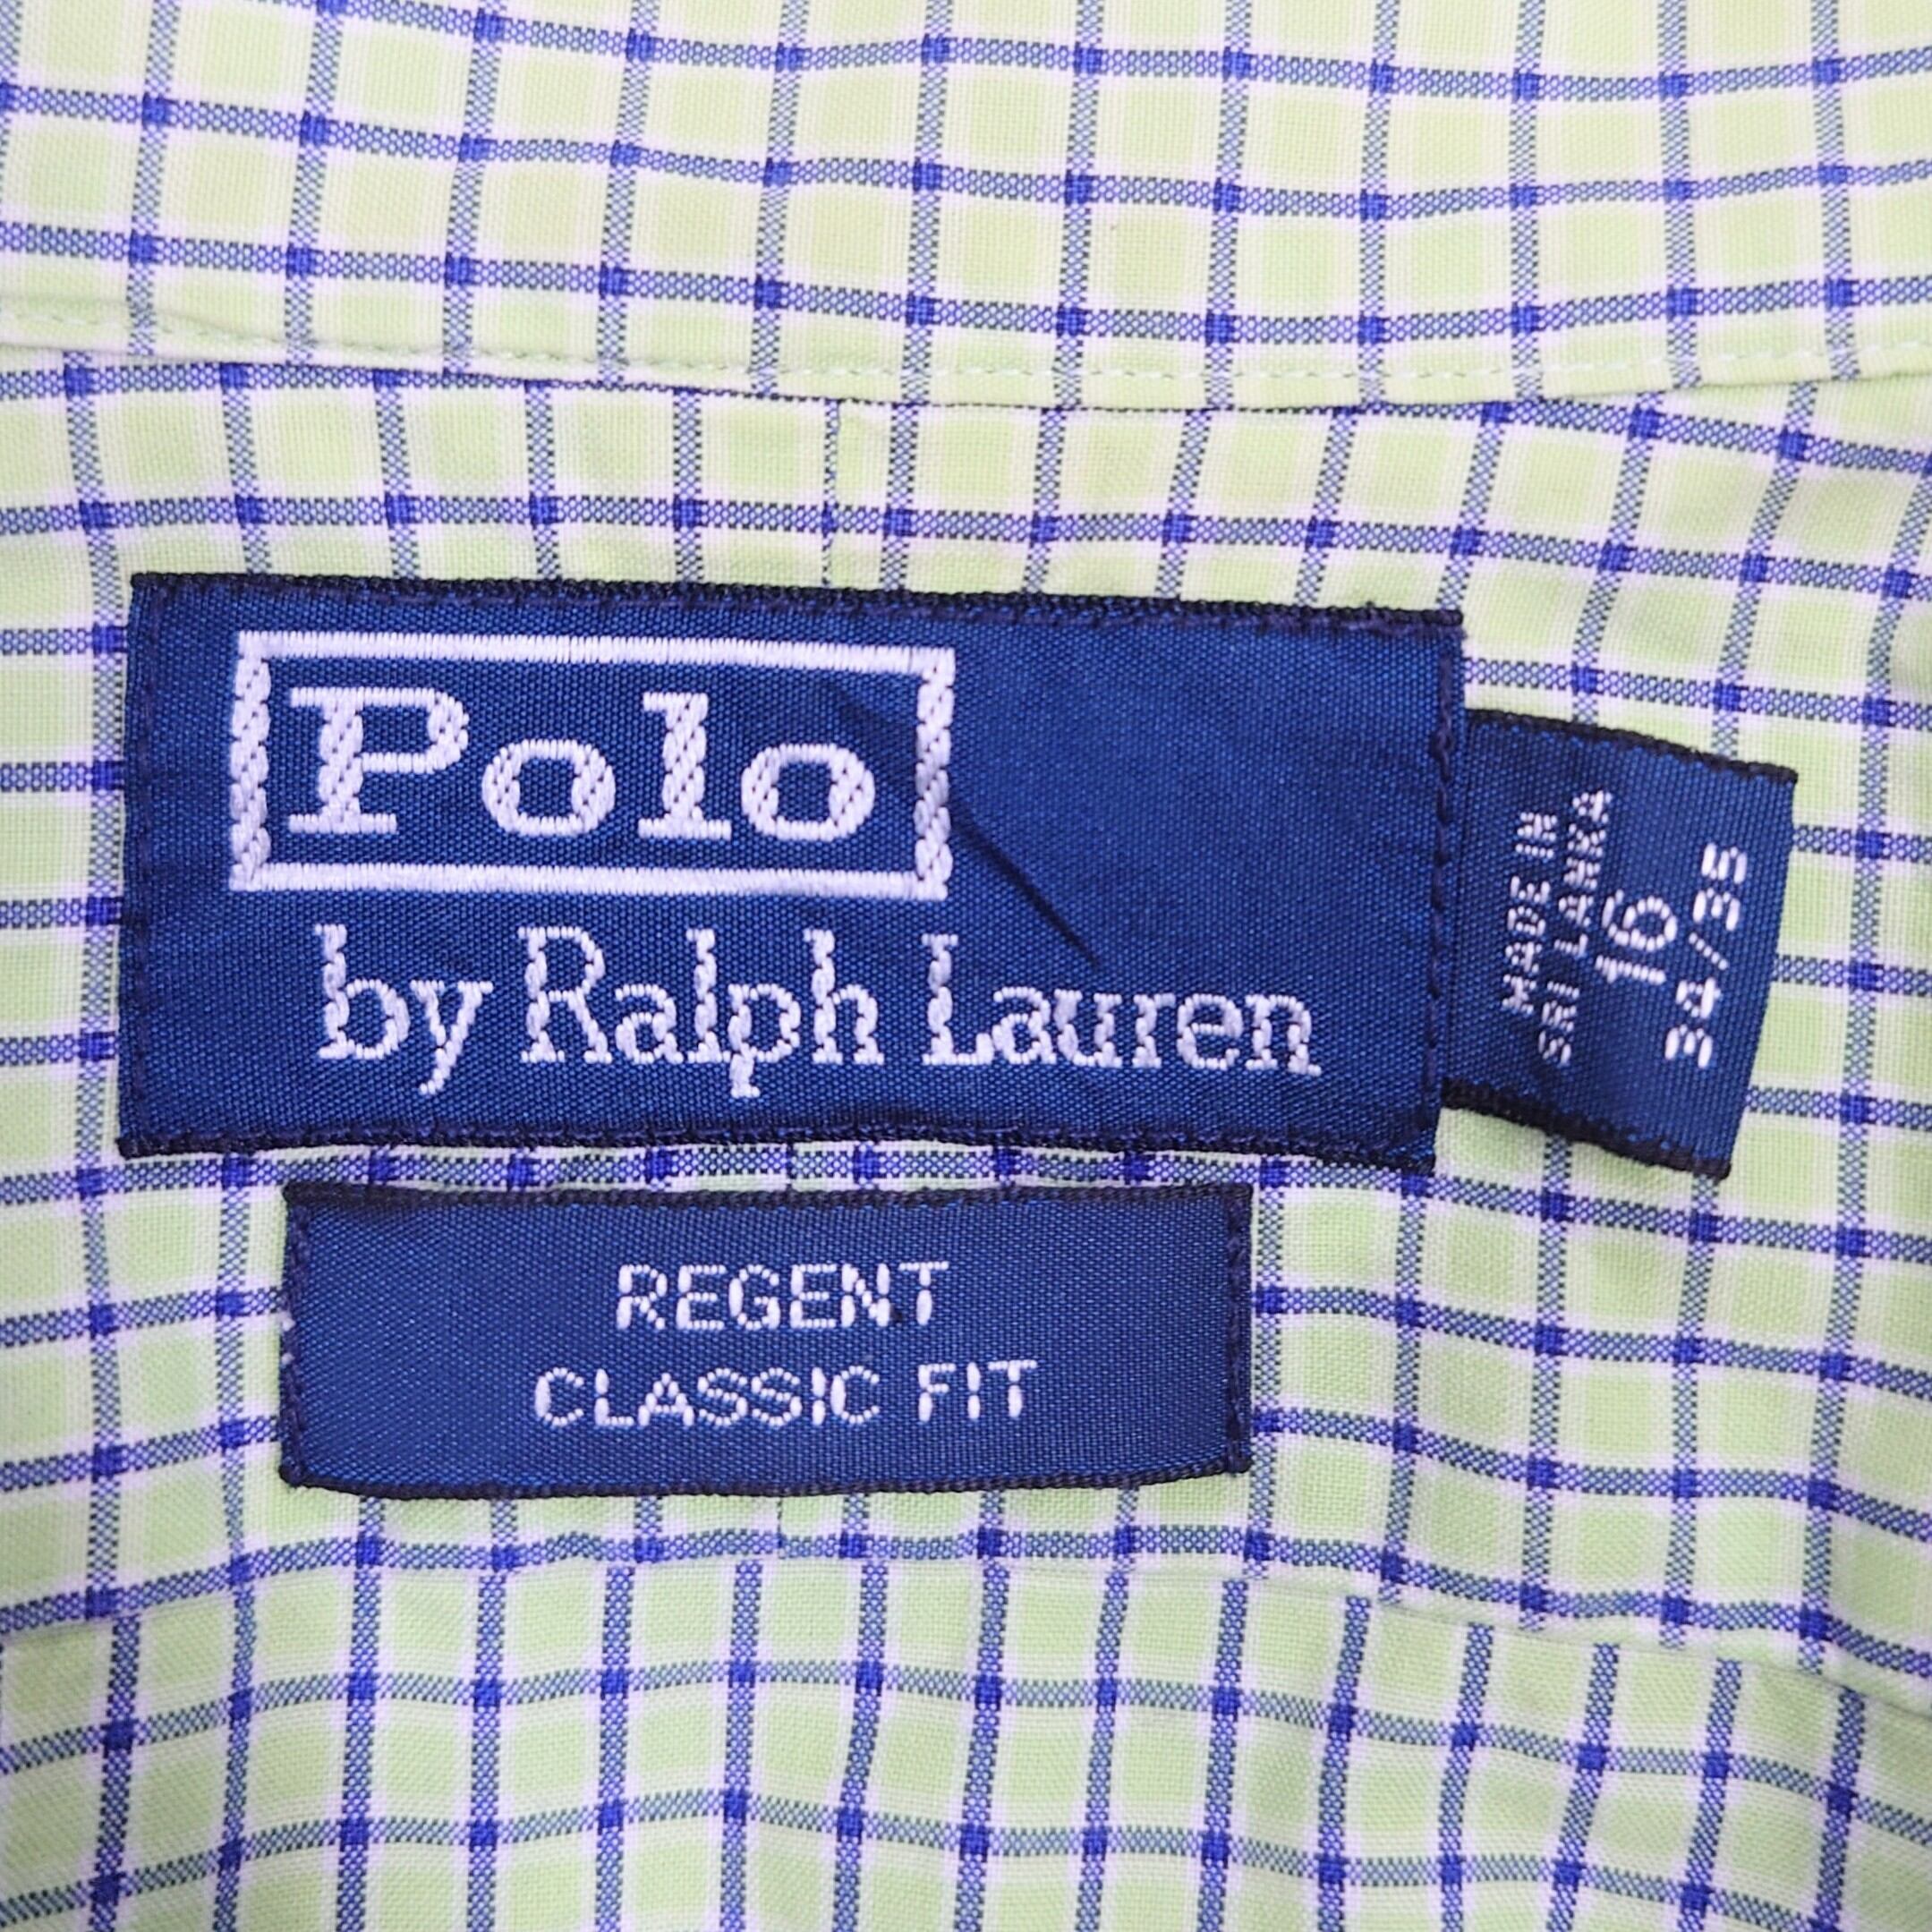 Polo
by Ralph Lauren
MADE IN
SRI LANKA
16
34/35
REGENT
CLASSIC FIT